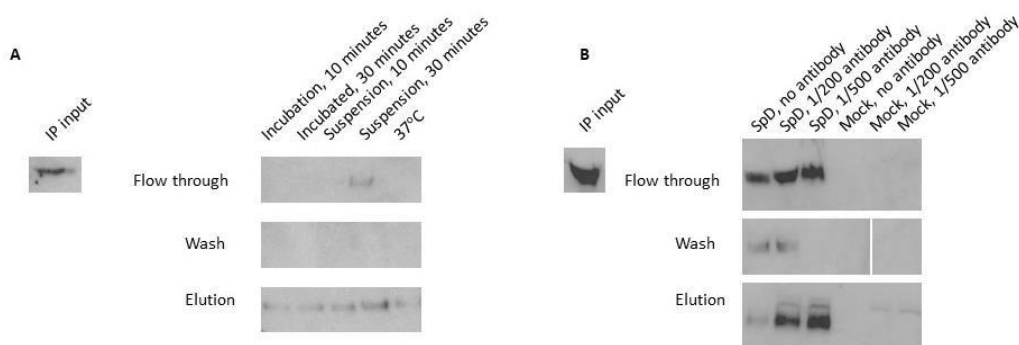 A
IP input
Incubation, 10 minutes
Incubated, 30 minutes
Suspension, 10 minutes
Suspension, 30 minutes
37°C
Flow through
Wash
Elution
B
IP input
SpD, no antibody
SpD, 1/200 antibody
SpD, 1/500 antibody
Mock, no antibody
Mock, 1/200 antibody
Mock, 1/500 antibody
Flow through
Wash
Elution